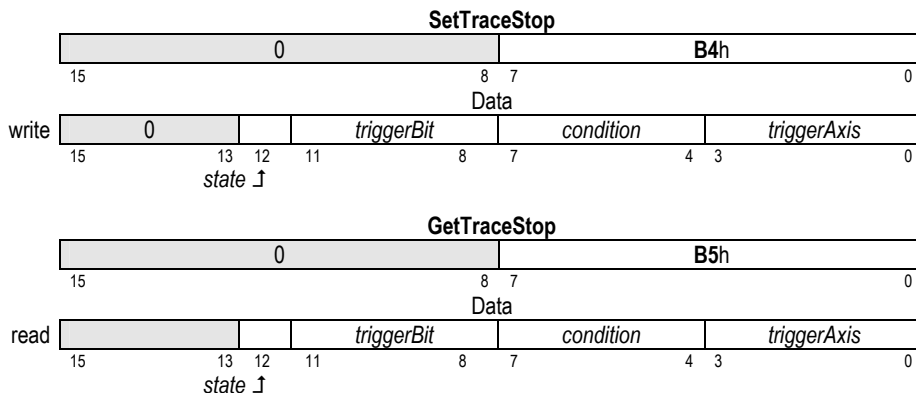 SetTraceStop
0 B4h
15 8 7 0
Data
write 0 triggerBit condition triggerAxis
15 13 12 11 8 7 4 3 0
state
GetTraceStop
0 B5h
15 8 7 0
Data
read triggerBit condition triggerAxis
15 13 12 11 8 7 4 3 0
state